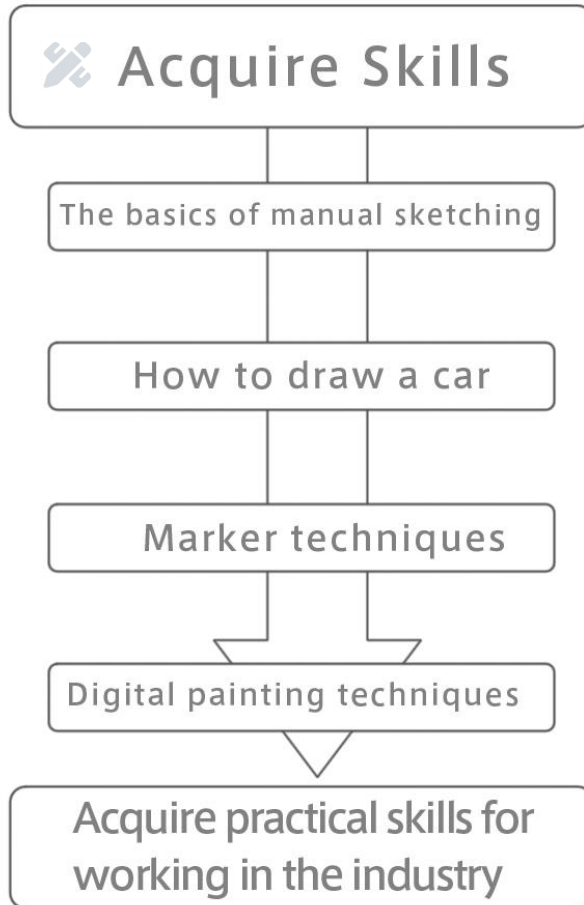 Acquire Skills
The basics of manual sketching
How to draw a car
Marker techniques
Digital painting techniques
Acquire practical skills for
working in the industry